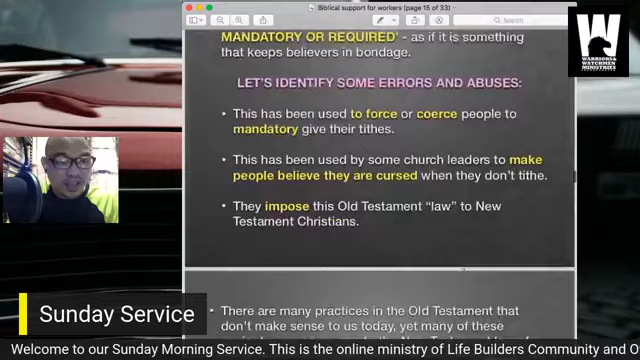 Biblical support for workers (page 15 of 33)
Search
MANDATORY OR REQUIRED' - as if it is something
that keeps believers in bondage.
LET'S IDENTIFY SOME ERRORS AND ABUSES:
• This has been used to force or coerce people to
mandatory give their tithes.
• This has been used by some church leaders to make
people believe they are cursed when they don't tithe.
• They impose this Old Testament “law” to New
Testament Christians.
• There are many practices in the Old Testament that
don't make sense to us today, yet many of these
WARRIORS &
WATCHMEN
MINISTRIES
Sunday Service
Welcome to our Sunday Morning Service. This is the online ministry of Life Builders Community and O